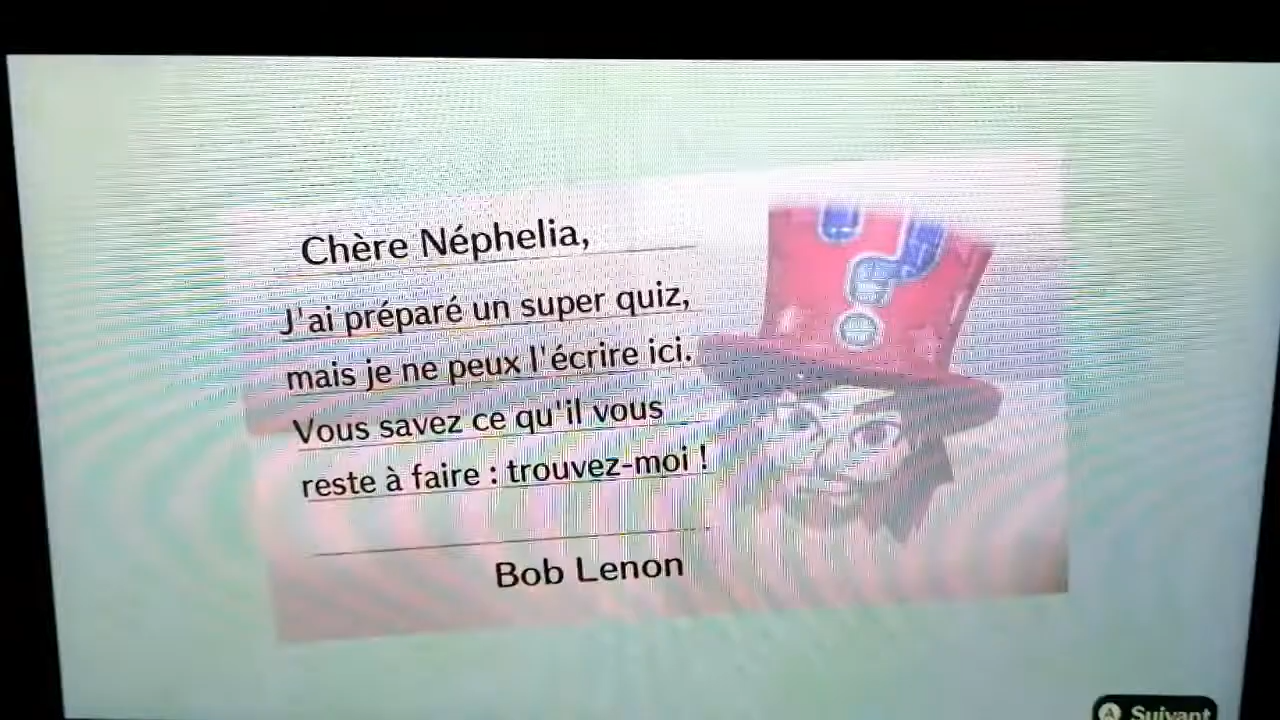 Chère Néphelia,
J'ai préparé un super quiz,
mais je ne peux l'écrire ici.
Vous savez ce qu'il vous
reste à faire : trouvez-moi !
Bob Lenon
?
A Suivant